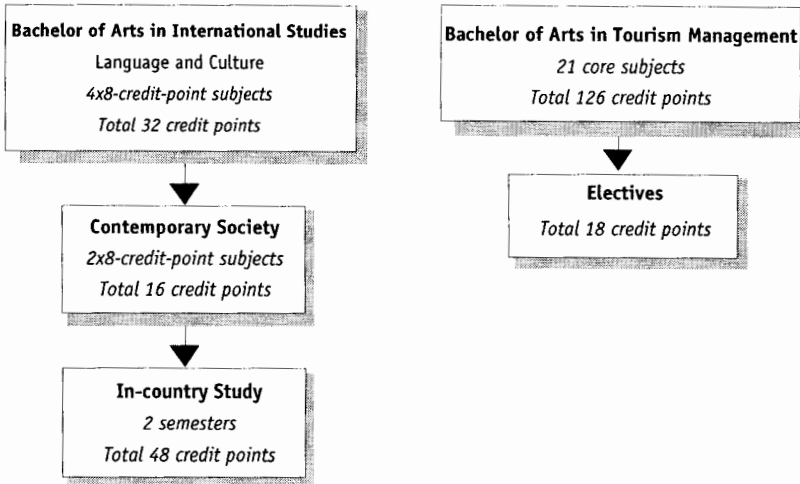 Bachelor of Arts in International Studies
Language and Culture
4x8-credit-point subjects
Total 32 credit points
Contemporary Society
2x8-credit-point subjects
Total 16 credit points
In-country Study
2 semesters
Total 48 credit points
Bachelor of Arts in Tourism Management
21 core subjects
Total 126 credit points
Electives
Total 18 credit points